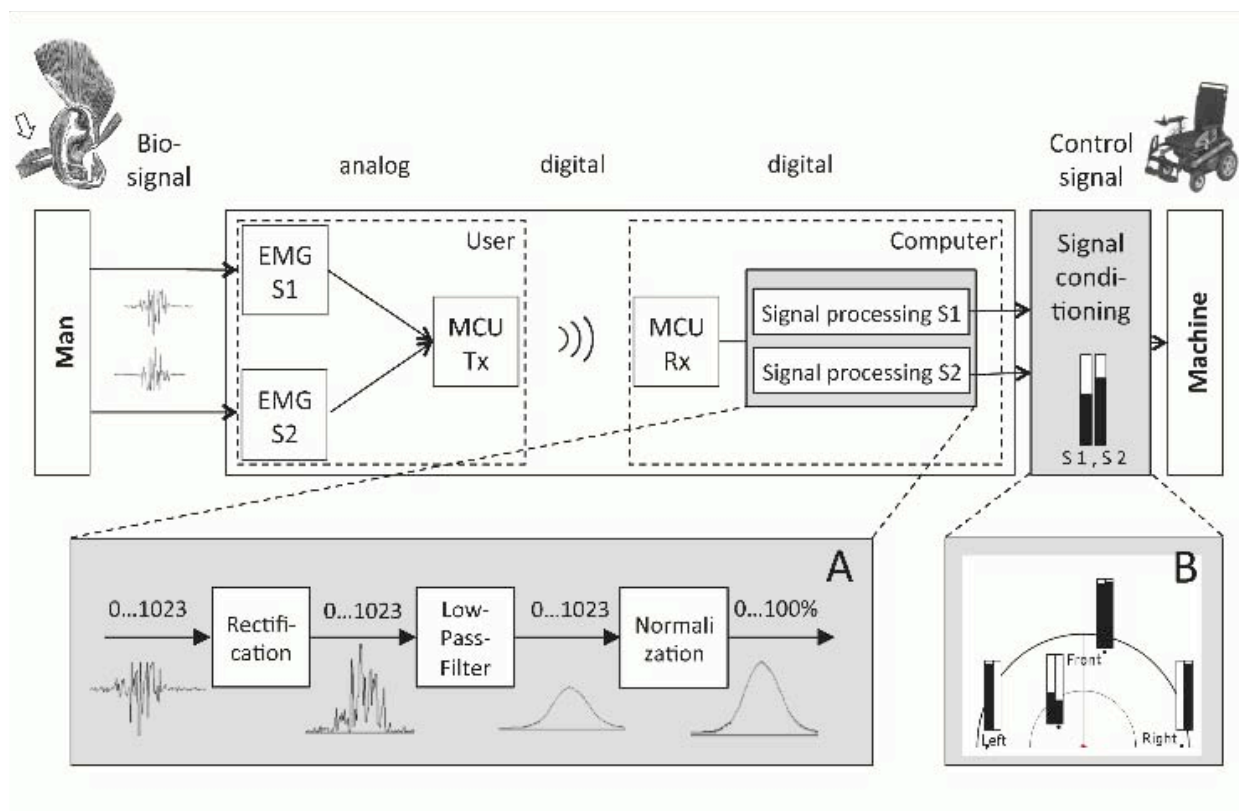 Bio-
signal
analog
digital
digital
Control
signal
Man
EMG
S1
EMG
S2
User
MCU
Tx
MCU
Rx
Computer
Signal processing S1
Signal processing S2
Signal
condi-
tioning
S1,S2
Machine
A
0...1023
Rectifi-
cation
0...1023
Low-
Pass-
Filter
0...1023
Normali
zation
0...100%
B
Front
Left
Right